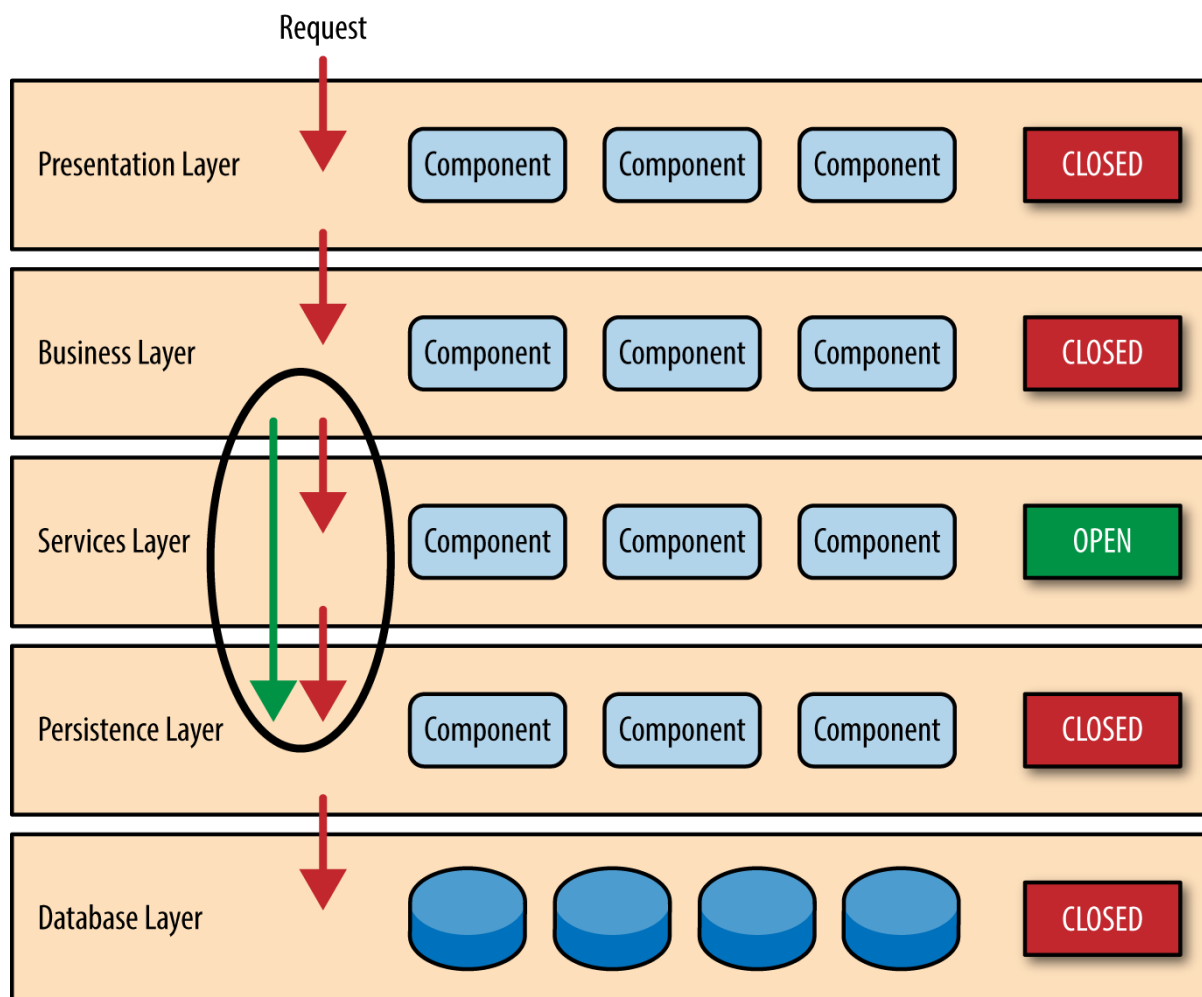 Request
Presentation Layer
Component
Component
Component
CLOSED
Business Layer
Component
Component
Component
CLOSED
Services Layer
Component
Component
Component
OPEN
Persistence Layer
Component
Component
Component
CLOSED
Database Layer
CLOSED